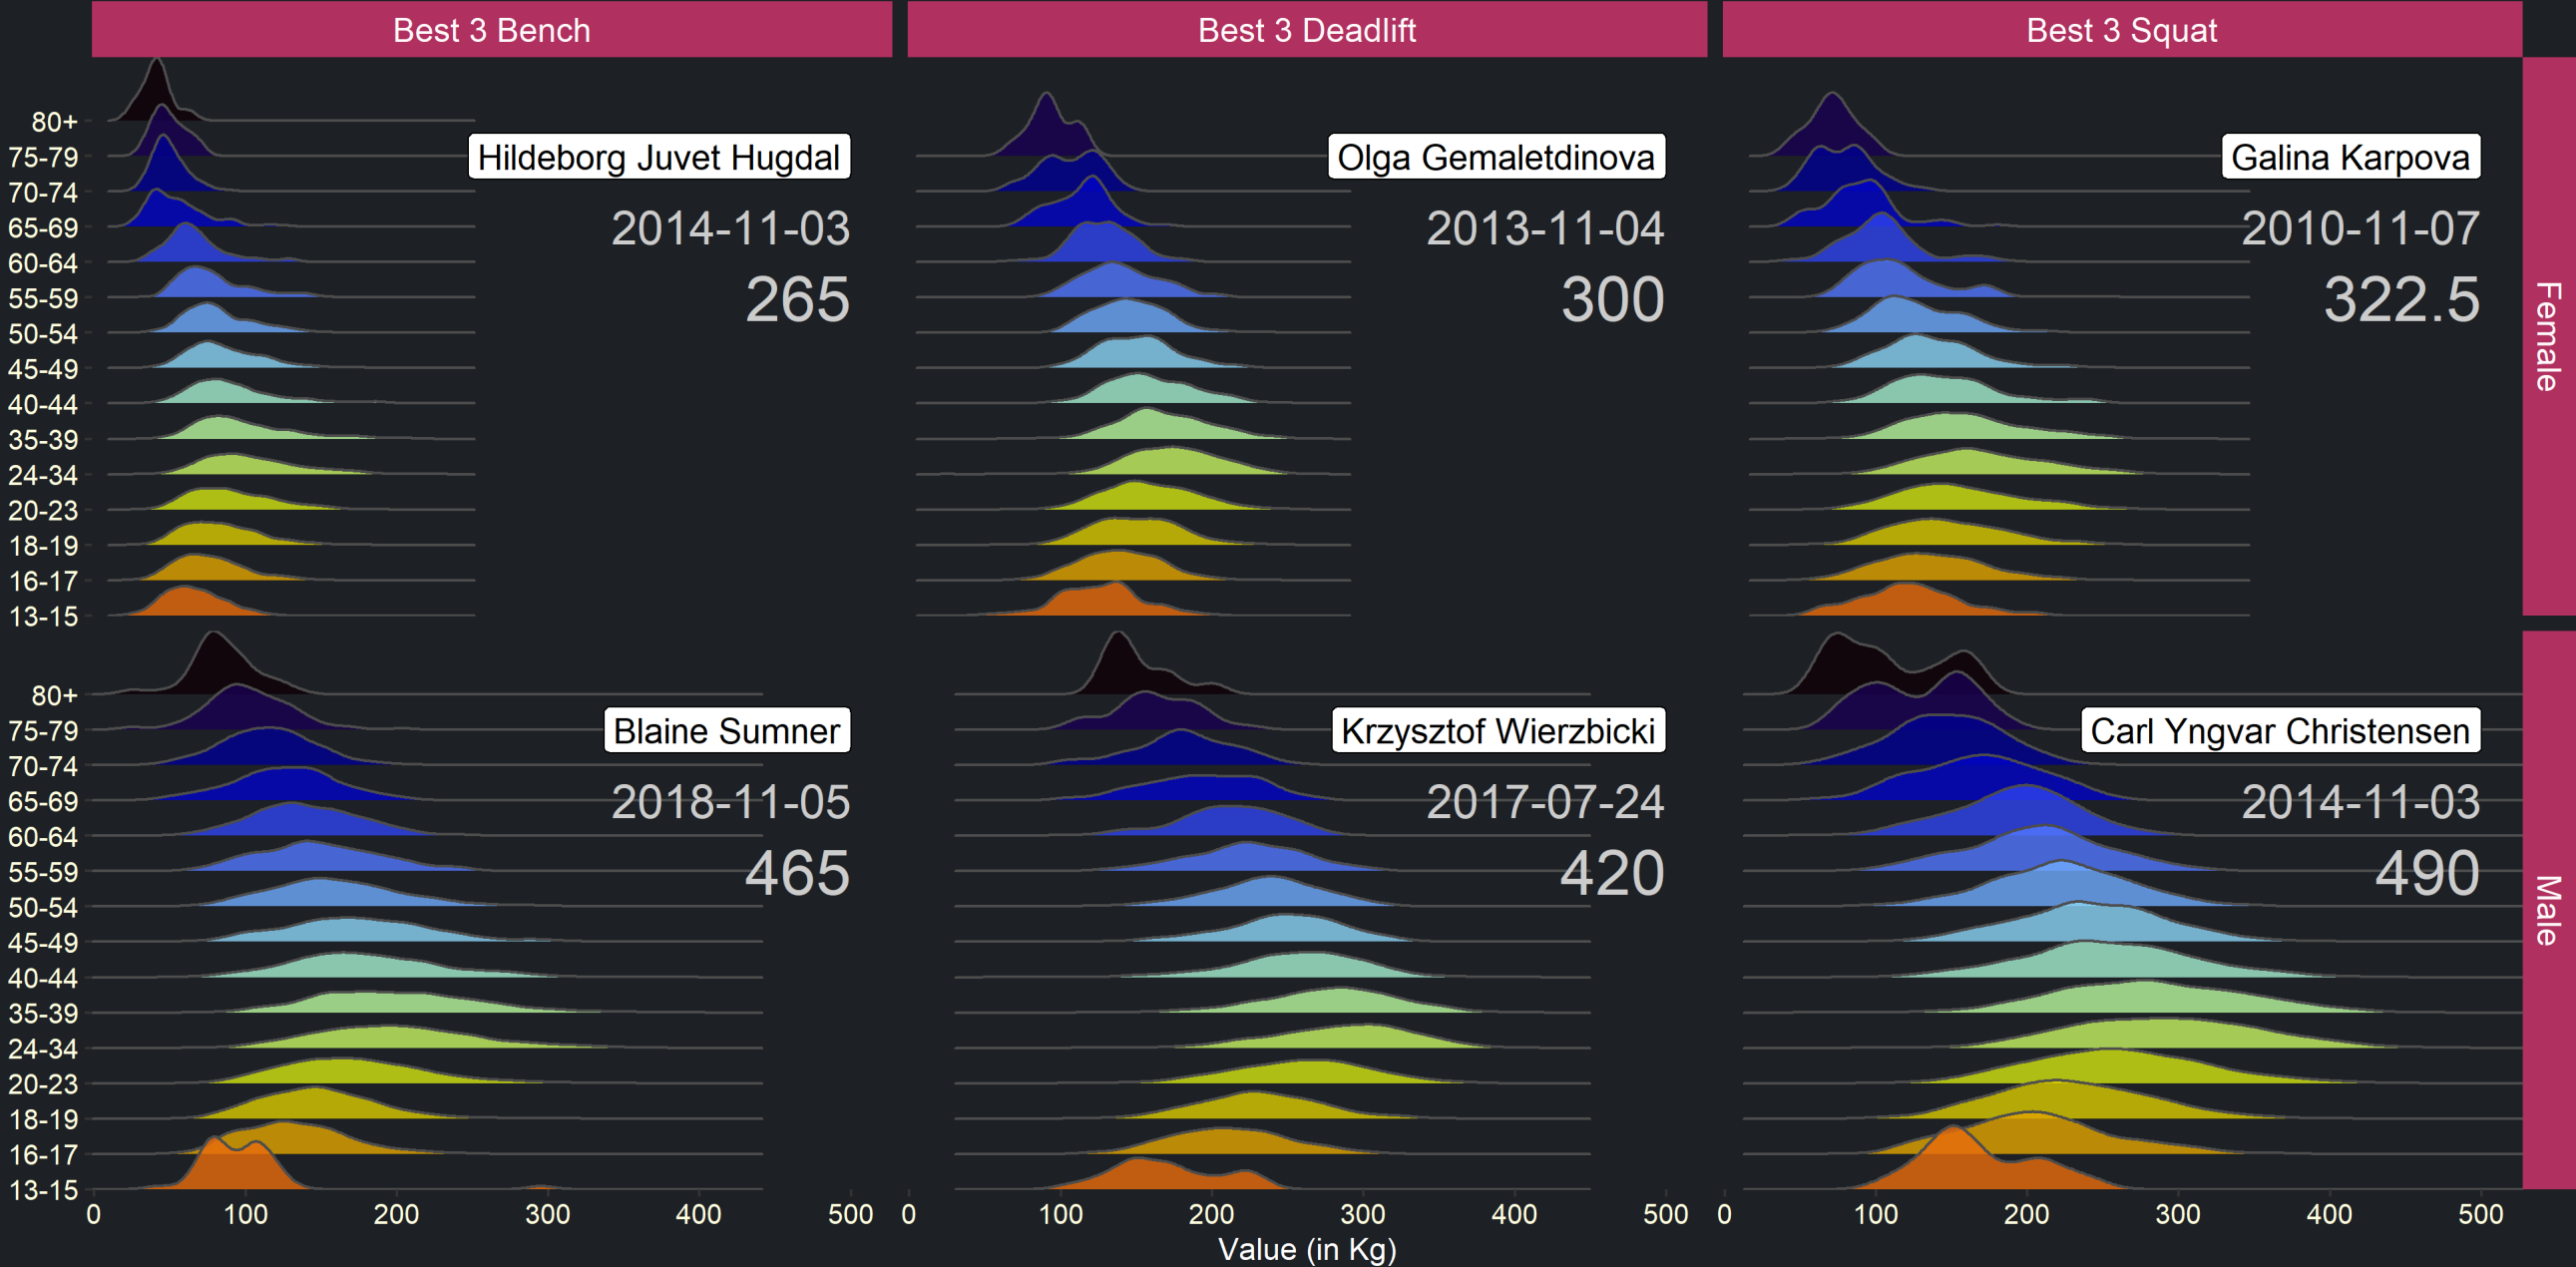 Best 3 Bench
Best 3 Deadlift
Best 3 Squat
Female
80+
75-79
70-74
65-69
60-64
55-59
50-54
45-49
40-44
35-39
24-34
20-23
18-19
16-17
13-15
Hildeborg Juvet Hugdal
2014-11-03
265
Olga Gemaletdinova
2013-11-04
300
Galina Karpova
2010-11-07
322.5
Male
80+
75-79
70-74
65-69
60-64
55-59
50-54
45-49
40-44
35-39
24-34
20-23
18-19
16-17
13-15
Blaine Sumner
2018-11-05
465
Krzysztof Wierzbicki
2017-07-24
420
Carl Yngvar Christensen
2014-11-03
490
0 100 200 300 400 500
0 100 200 300 400 500
0 100 200 300 400 500
Value (in Kg)